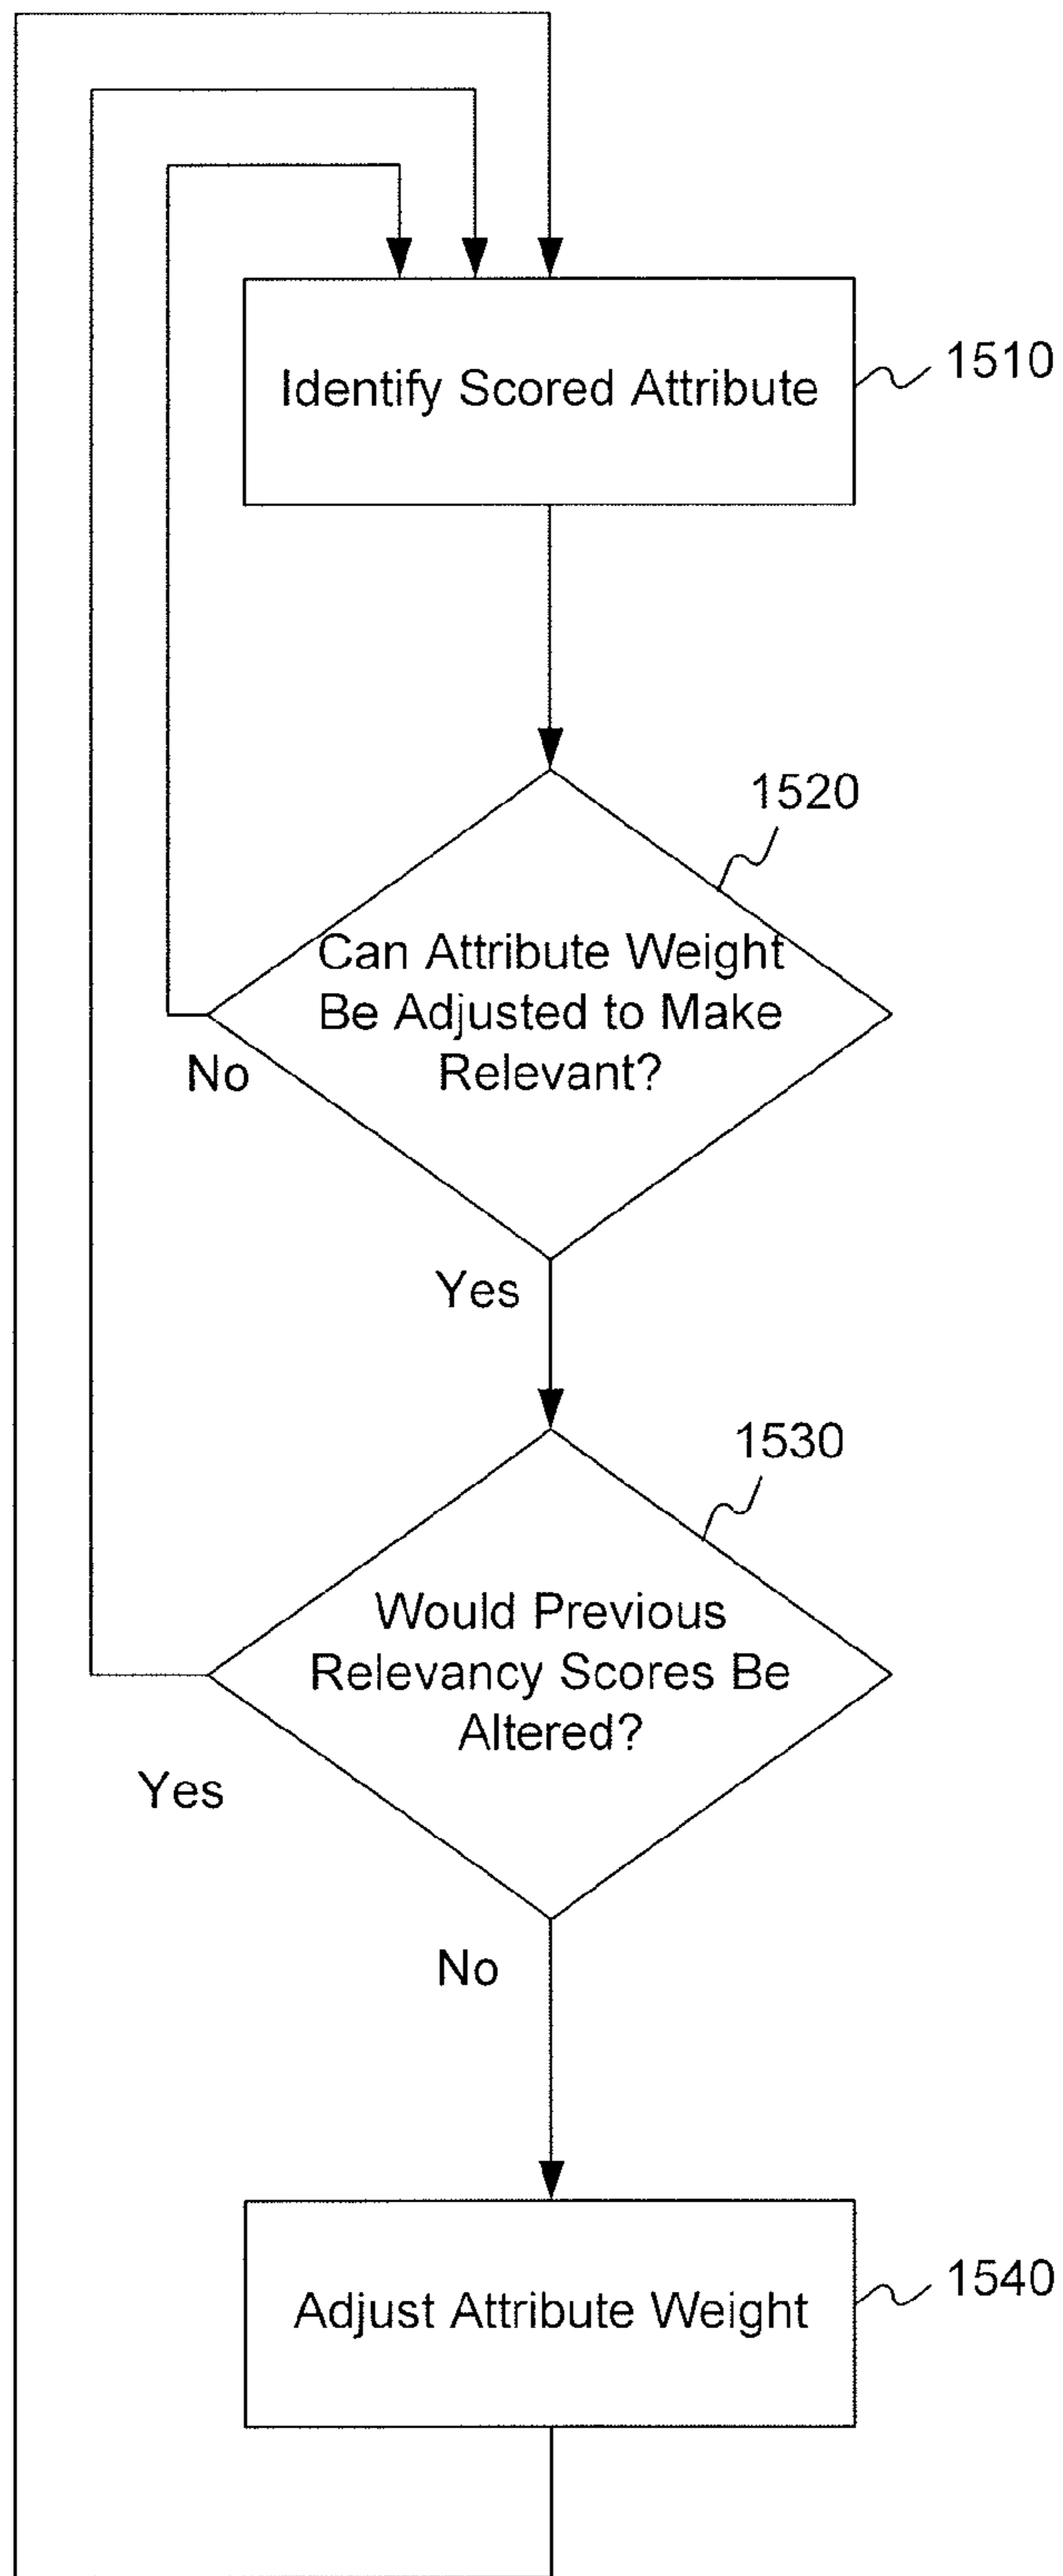 Identify Scored Attribute
1510
1520
Can Attribute Weight
Be Adjusted to Make
Relevant?
No
Yes
1530
Would Previous
Relevancy Scores Be
Altered?
Yes
No
Adjust Attribute Weight
1540